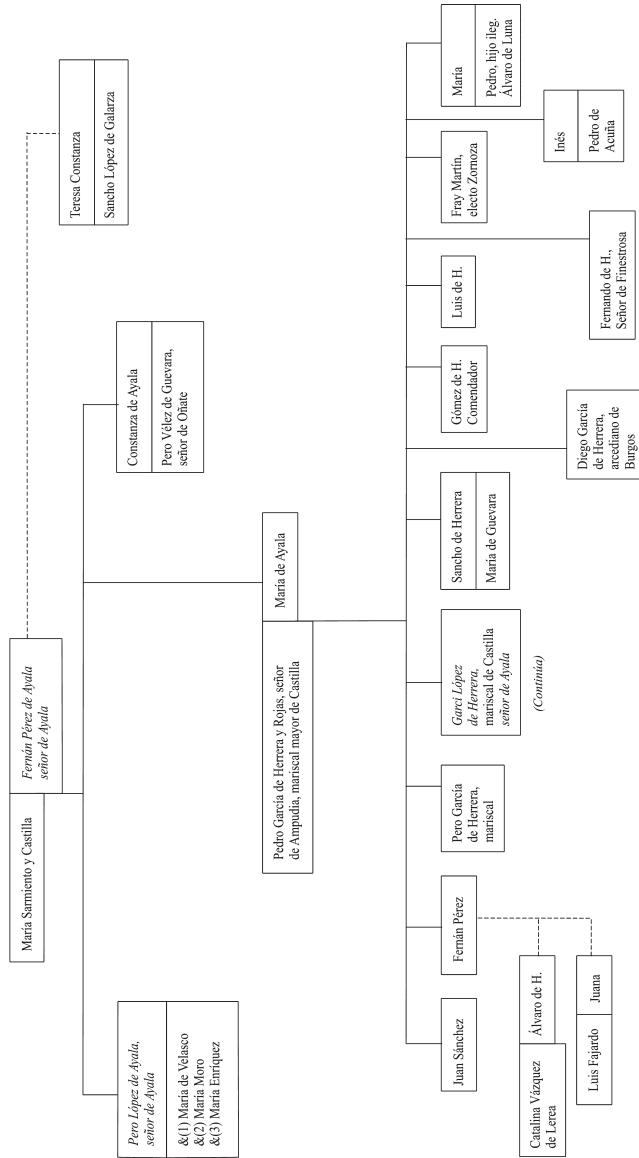 María Sarmiento y Castilla
Fernán Pérez de Ayala
señor de Ayala
Teresa Constanza
Sancho López de Galarza
Pero López de Ayala,
señor de Ayala
&(1) María de Velasco
&(2) María Moro
&(3) María Enríquez
Constanza de Ayala
Pero Vélez de Guevara,
señor de Oñate
Pedro García de Herrera y Rojas, señor
de Ampudia, mariscal mayor de Castilla
María de Ayala
Juan Sánchez
Fernán Pérez
Pero García
de Herrera,
mariscal
Garci López
de Herrera,
mariscal de Castilla
señor de Ayala
(Continúa)
Sancho de Herrera
María de Guevara
Gómez de H.
Comendador
Luis de H.
Fray Martín,
electo Zornoza
María
Pedro, hijo ileg.
Álvaro de Luna
Catalina Vázquez
de Lerea
Álvaro de H.
Luis Fajardo
Juana
Diego García
de Herrera,
arcediano de
Burgos
Fernando de H.,
Señor de Finestrosa
Inés
Pedro de
Acuña